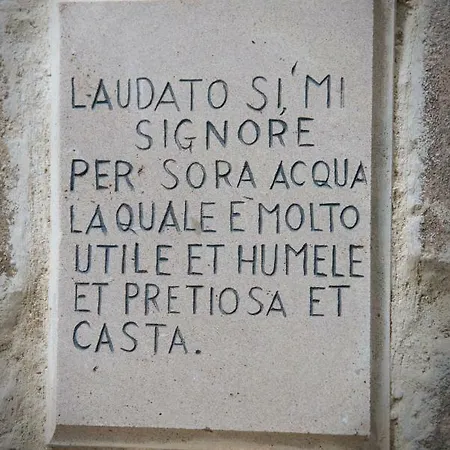 LAUDATO SI,' MI
SIGNORE
PER SORA ACQUA
LA QUALE E' MOLTO
UTILE ET HUMELE
ET PRETIOSA ET
CASTA.